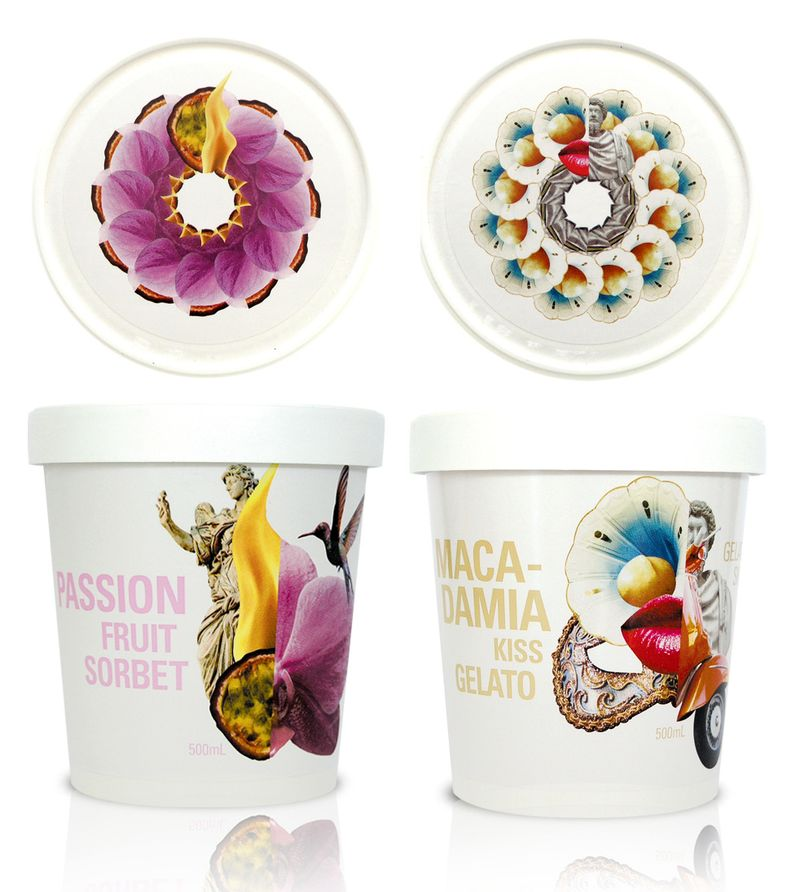 PASSION
FRUIT
SORBET
500mL
MACA-
DAMIA
KISS
GELATO
500mL